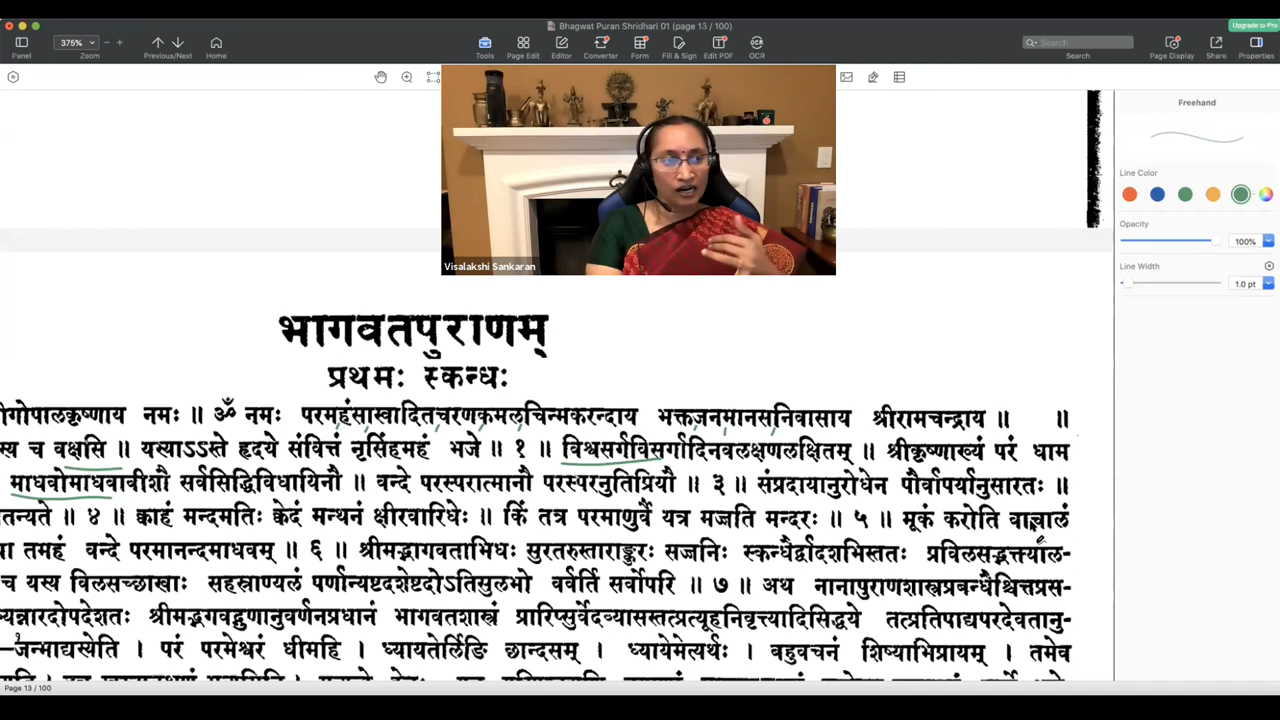 Bhagwat Puran Shridhari 01 (page 13 / 100)
Upgrade to Pro
375%
Panel Zoom Previous/Next Home Tools Page Edit Editor Converter Form Fill & Sign Edit PDF OCR Search Search Page Display Share Properties
Visalakshi Sankaran
Freehand
Line Color
Opacity
100%
Line Width
1.0 pt
भागवतपुराणम्
प्रथमः स्कन्धः
गोपालकृष्णाय नमः ॥ ॐ नमः परमहंसास्वादितचरणकमलचिन्मकरन्दाय भक्तजनमानसनिवासाय श्रीरामचन्द्राय ॥ ॥
स्य च वक्षसि ॥ यस्याऽऽस्ते हृदये संवित्तं नृसिंहमहं भजे ॥ १ ॥ विश्वसर्गविसर्गादिनवलक्षणलक्षितम् ॥ श्रीकृष्णाख्यं परं धाम
माधवोमाधवावीशौ सर्वसिद्धिविधायिनौ ॥ वन्दे परस्परात्मानौ परस्परनुतिप्रियौ ॥ ३ ॥ संप्रदायानुरोधेन पौर्वापर्यानुसारतः ॥
तन्यते ॥ ४ ॥ क्वाहं मन्दमतिः क्वेदं मन्थनं क्षीरवारिधेः ॥ किं तत्र परमाणुर्वै यत्र मज्जति मन्दरः ॥ ५ ॥ मूकं करोति वाचालं
तमहं वन्दे परमानन्दमाधवम् ॥ ६ ॥ श्रीमद्भागवताभिधः सुरतरुस्ताराङ्कुरः सज्जनिः स्कन्धैर्द्वादशभिस्ततः प्रविलसद्भक्त्याल-
च यस्य विलसच्छाखाः सहस्राण्यलं पर्णान्यष्टदशेष्टदोऽतिसुलभो वर्वर्ति सर्वोपरि ॥ ७ ॥ अथ नानापुराणशास्त्रप्रबन्धैश्चित्तप्रस-
न्नारदोपदेशतः श्रीमद्भगवद्गुणानुवर्णनप्रधानं भागवतशास्त्रं प्रारिप्सुर्वेदव्यासस्तत्प्रत्यूहनिवृत्त्यादिसिद्धये तत्प्रतिपाद्यपरदेवतानु-
—जन्माद्यस्येति । परं परमेश्वरं धीमहि । ध्यायतेर्लिङि छान्दसम् । ध्यायेमेत्यर्थः । बहुवचनं शिष्याभिप्रायम् । तमेव
Page 13 / 100